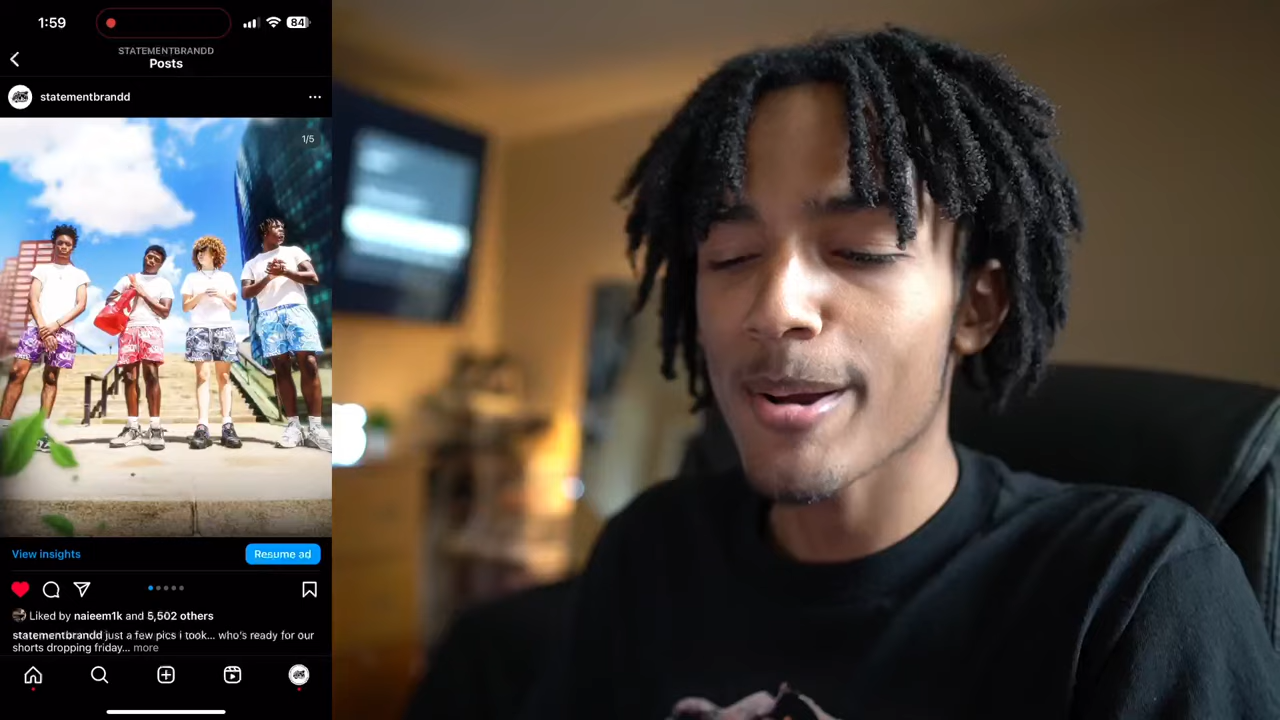 1:59
84
STATEMENTBRANDD
Posts
statementbrandd
1/5
View insights
Resume ad
Liked by naieem1k and 5,502 others
statementbrandd just a few pics i took... who's ready for our
shorts dropping friday... more